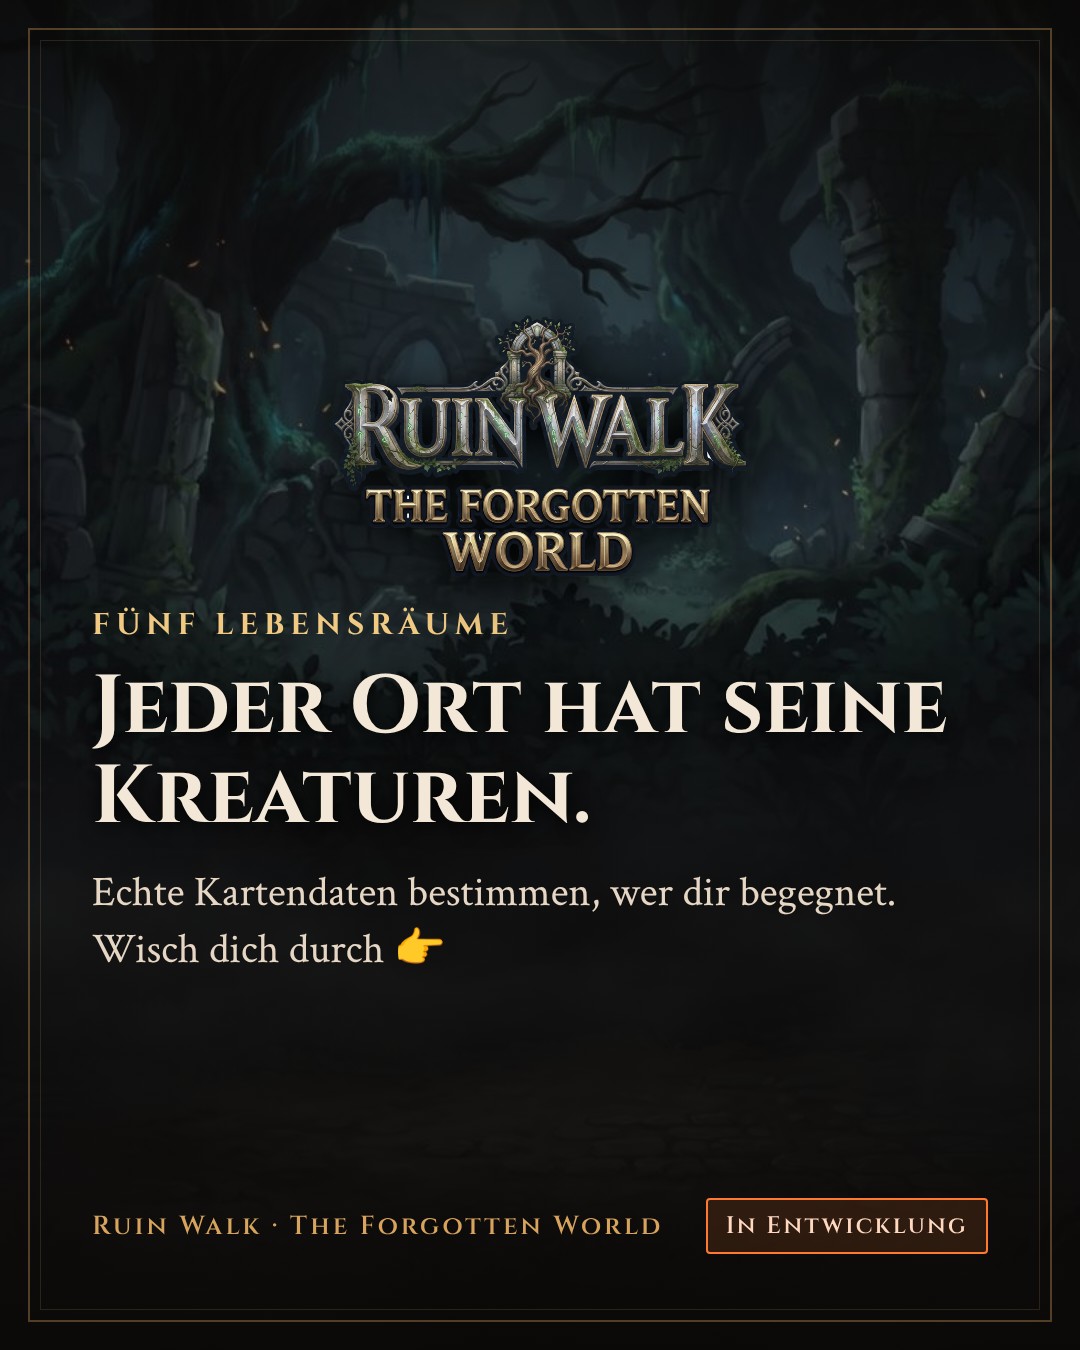 RUIN WALK
THE FORGOTTEN
WORLD
FÜNF LEBENSRÄUME
JEDER ORT HAT SEINE
KREATUREN.
Echte Kartendaten bestimmen, wer dir begegnet.
Wisch dich durch 👉
RUIN WALK · THE FORGOTTEN WORLD
IN ENTWICKLUNG